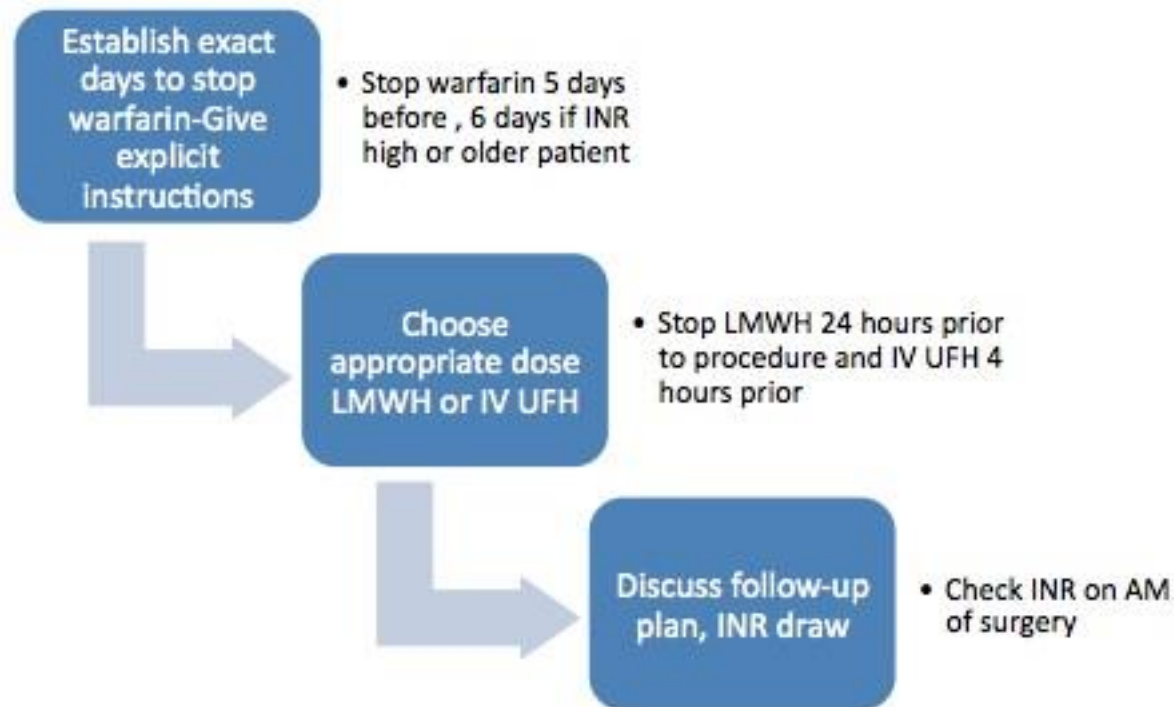 Establish exact
days to stop
warfarin-Give
explicit
instructions
• Stop warfarin 5 days
before , 6 days if INR
high or older patient
Choose
appropriate dose
LMWH or IV UFH
• Stop LMWH 24 hours prior
to procedure and IV UFH 4
hours prior
Discuss follow-up
plan, INR draw
• Check INR on AM
of surgery